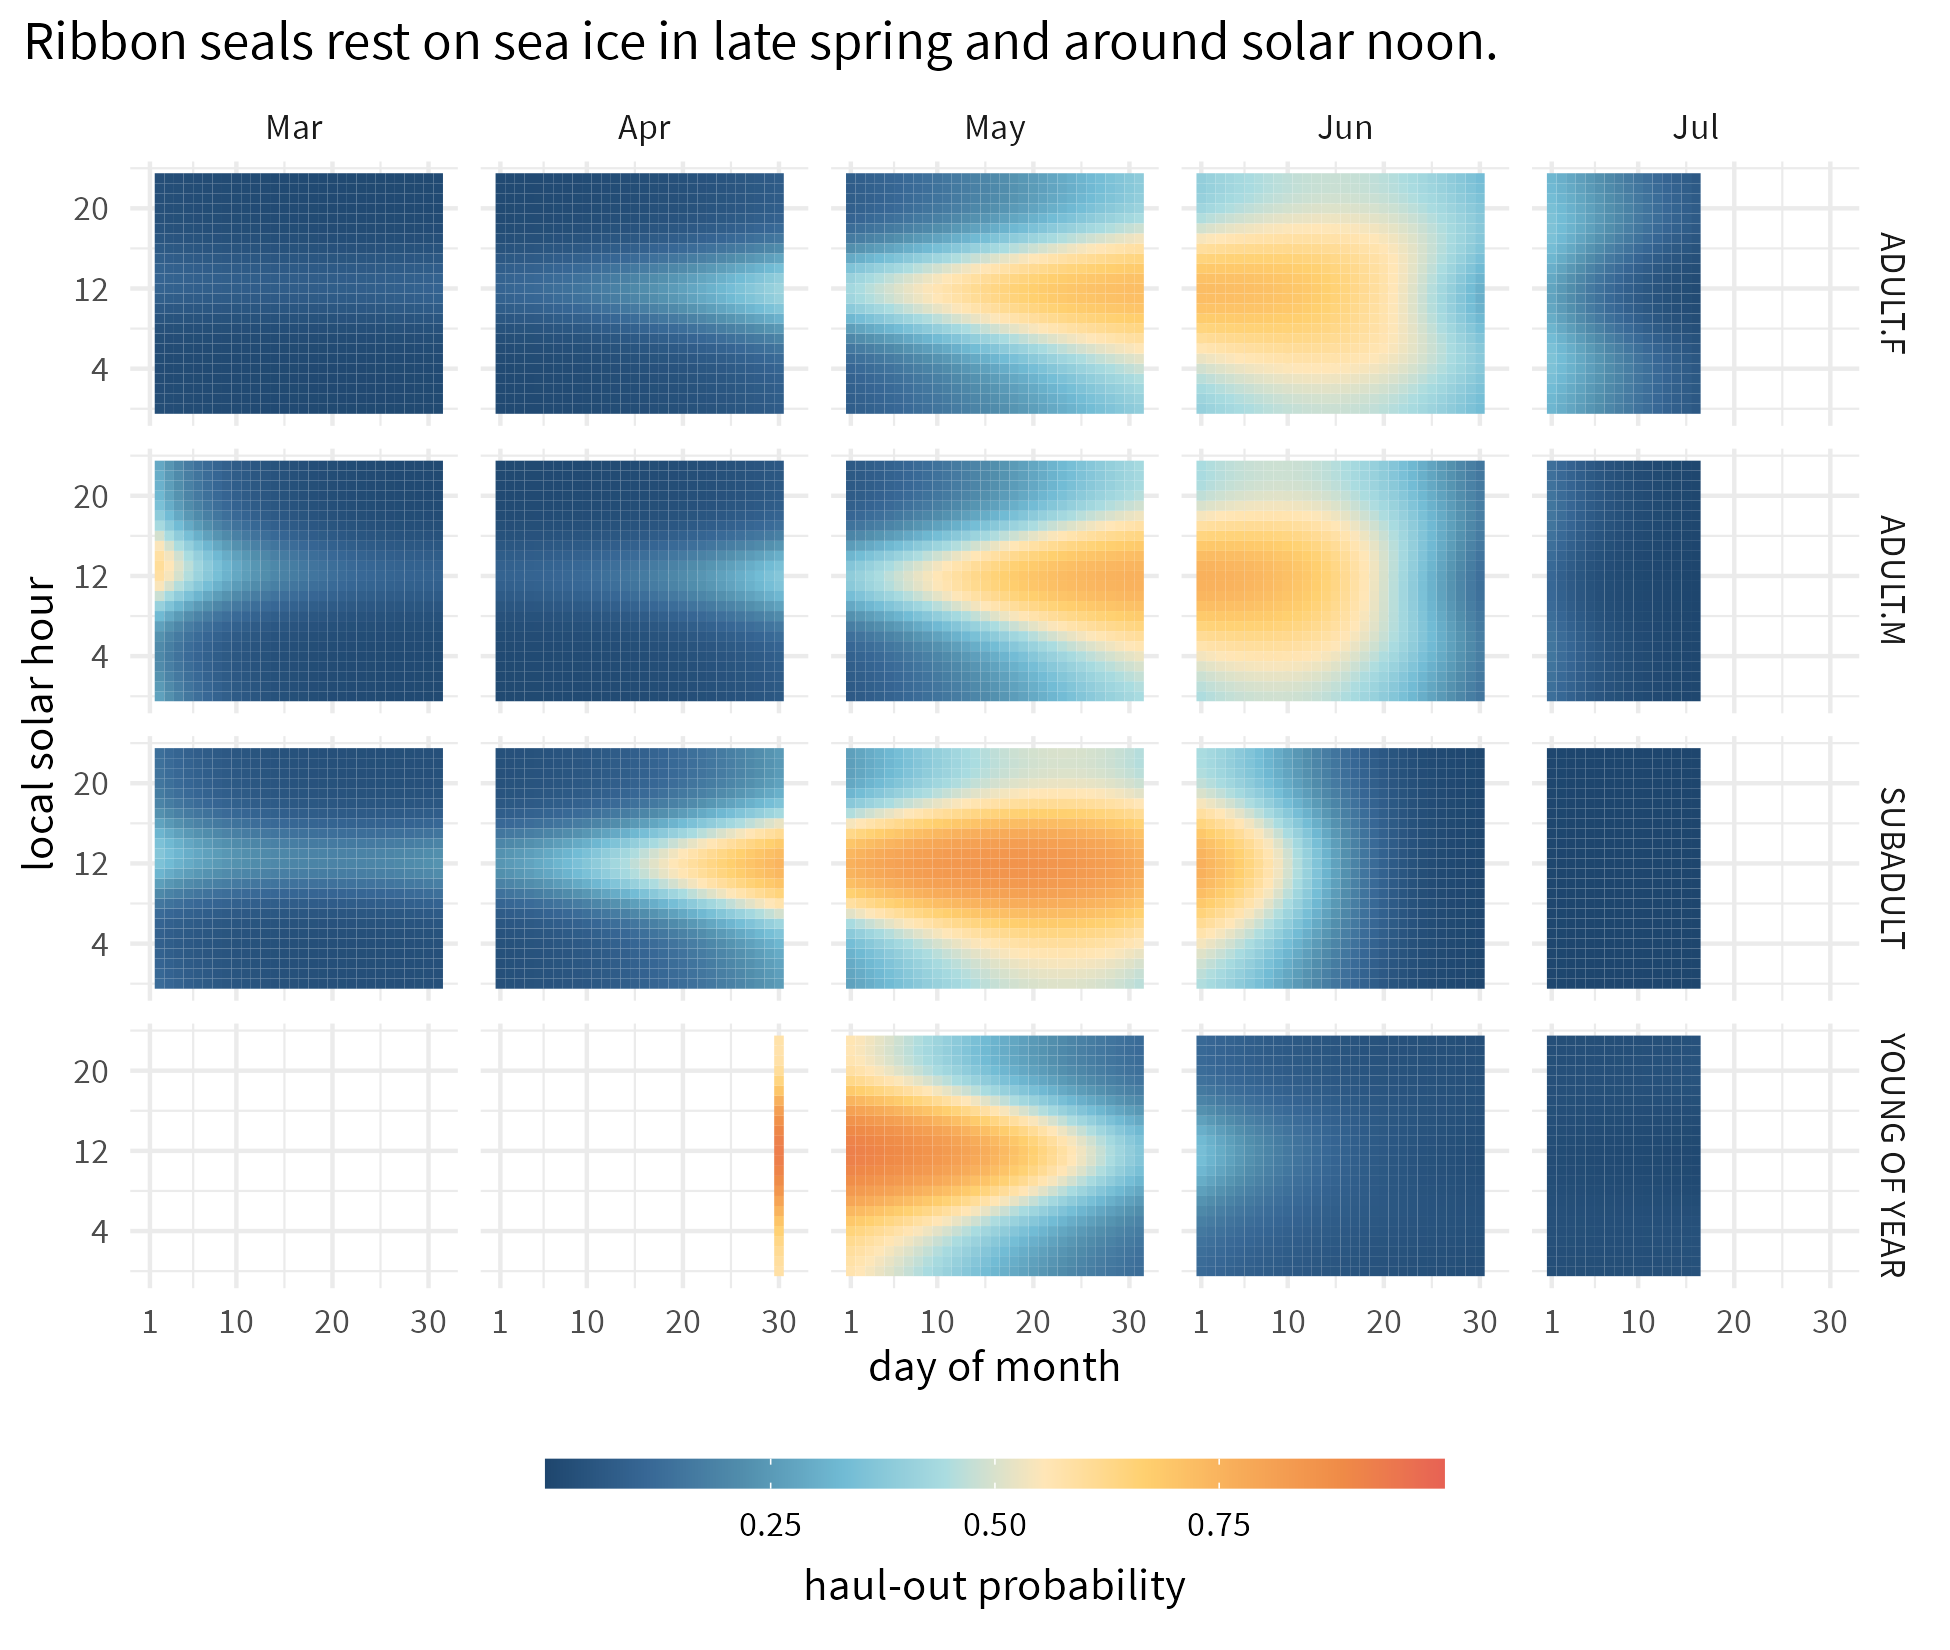 Ribbon seals rest on sea ice in late spring and around solar noon.
Mar Apr May Jun Jul
local solar hour
20
12
4
ADULT.F
20
12
4
ADULT.M
20
12
4
SUBADULT
20
12
4
YOUNG OF YEAR
1 10 20 30 1 10 20 30 1 10 20 30 1 10 20 30 1 10 20 30
day of month
0.25 0.50 0.75
haul-out probability